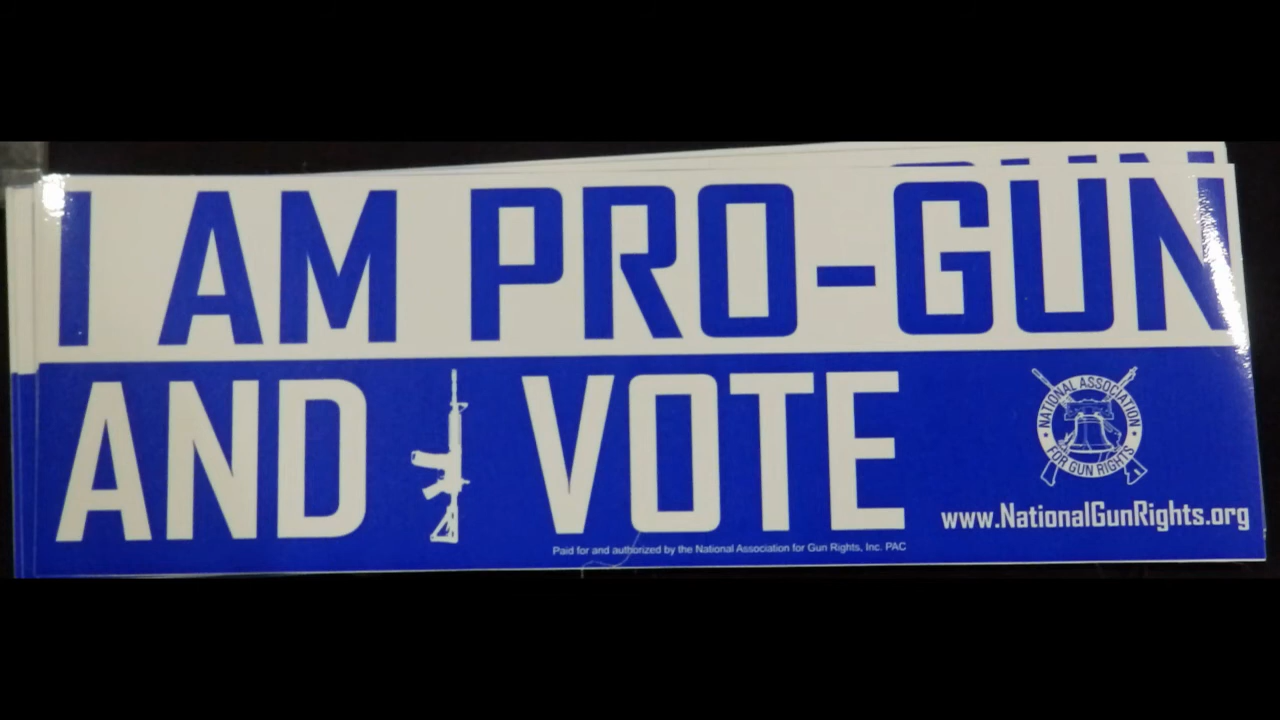 I AM PRO-GUN
AND VOTE
NATIONAL ASSOCIATION
FOR GUN RIGHTS
www.NationalGunRights.org
Paid for and authorized by the National Association for Gun Rights, Inc. PAC